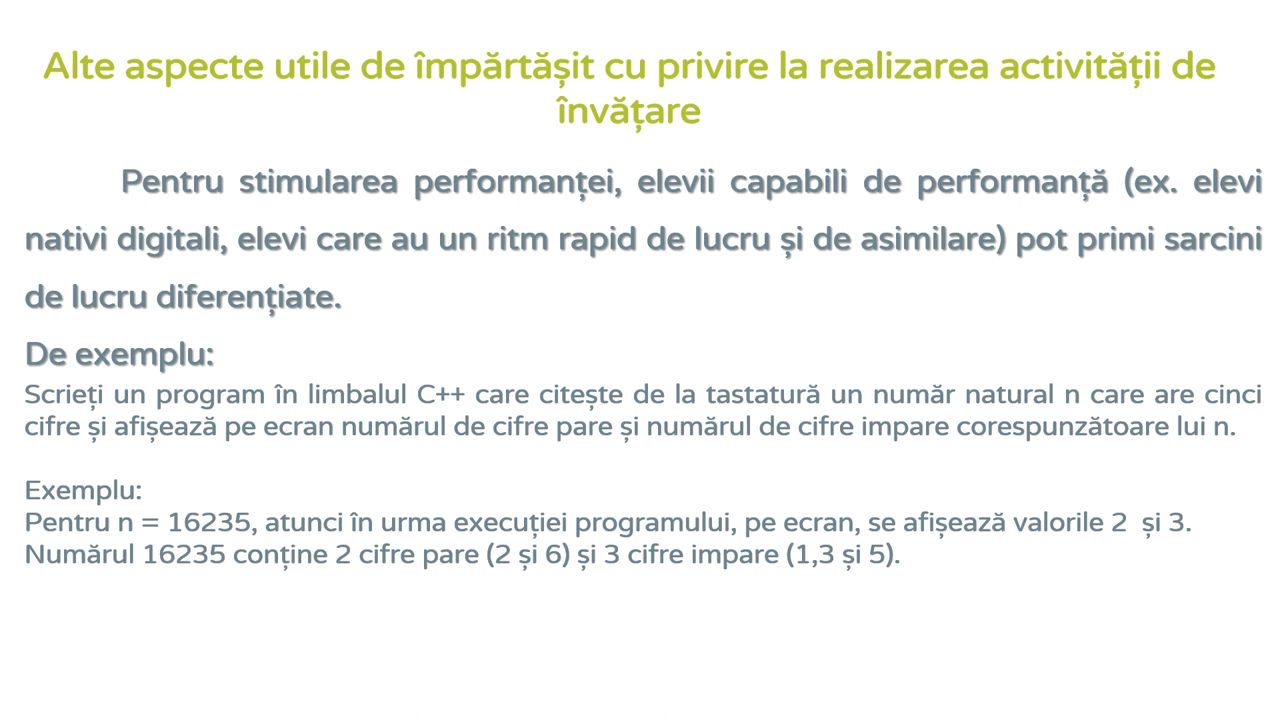 Alte aspecte utile de împărtășit cu privire la realizarea activității de
învățare
Pentru stimularea performanței, elevii capabili de performanță (ex. elevi
nativi digitali, elevi care au un ritm rapid de lucru și de asimilare) pot primi sarcini
de lucru diferențiate.
De exemplu:
Scrieți un program în limbalul C++ care citește de la tastatură un număr natural n care are cinci
cifre și afișează pe ecran numărul de cifre pare și numărul de cifre impare corespunzătoare lui n.
Exemplu:
Pentru n = 16235, atunci în urma execuției programului, pe ecran, se afișează valorile 2  și 3.
Numărul 16235 conține 2 cifre pare (2 și 6) și 3 cifre impare (1,3 și 5).